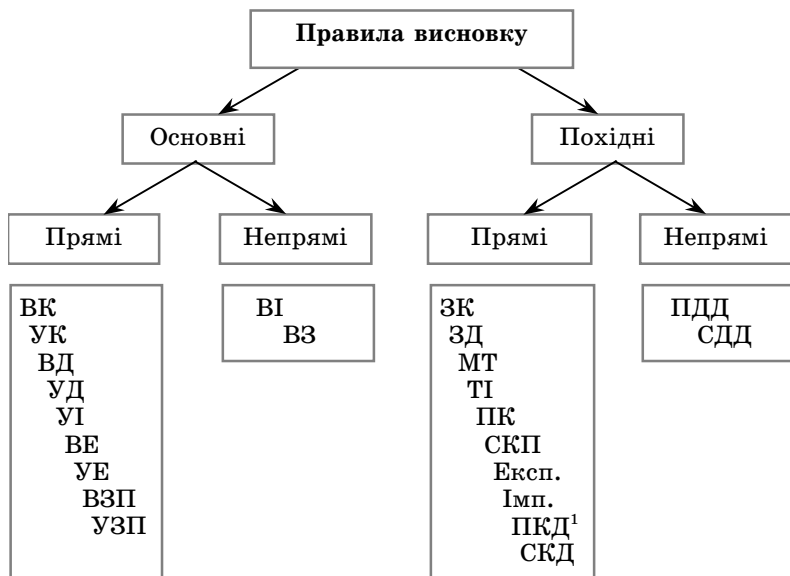 Правила висновку
Основні
Похідні
Прямі
Непрямі
Прямі
Непрямі
ВК
УК
ВД
УД
УІ
ВЕ
УЕ
ВЗП
УЗП
ВІ
ВЗ
ЗК
ЗД
МТ
ТІ
ПК
СКП
Експ.
Імп.
ПКД¹
СКД
ПДД
СДД